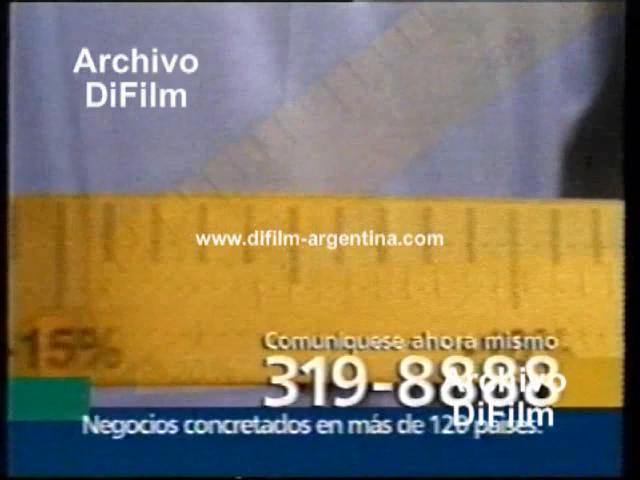 Archivo
DiFilm
www.difilm-argentina.com
-15%
Comuníquese ahora mismo
319-8888
Archivo
DiFilm
Negocios concretados en más de 120 países.